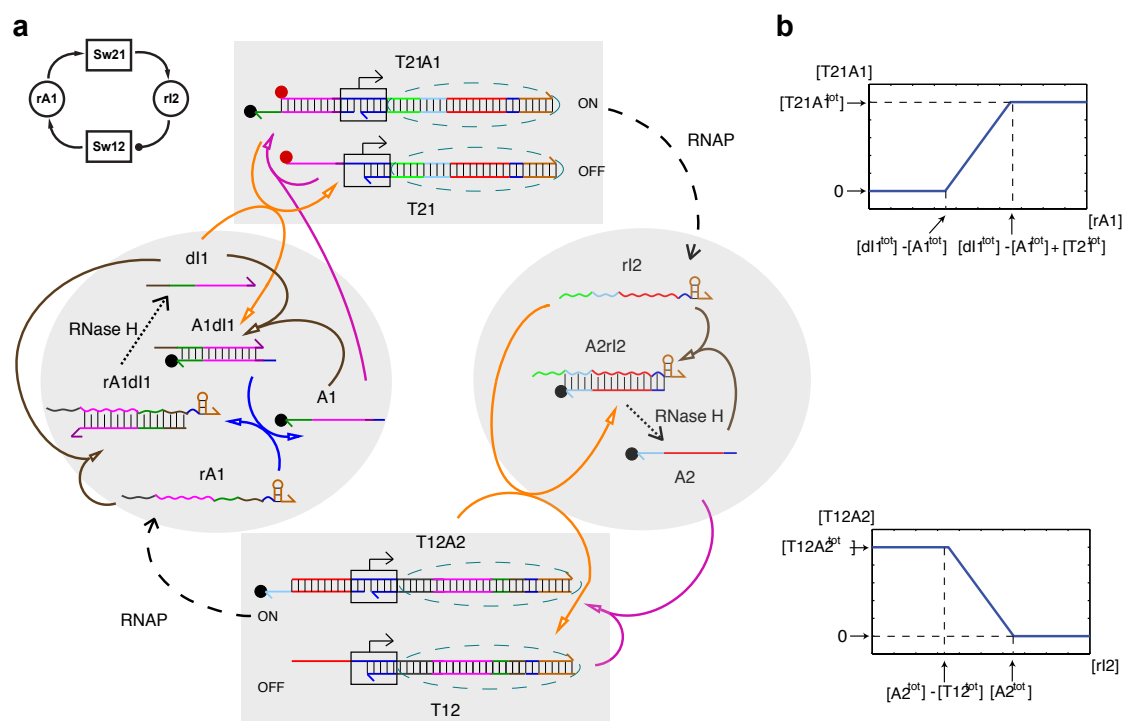 a
Sw21
rA1
rI2
Sw12
T21A1
ON
OFF
T21
RNAP
dI1
RNase H
A1dI1
rA1dI1
A1
rA1
rI2
A2rI2
RNase H
A2
RNAP
T12A2
ON
OFF
T12
b
[T21A1]
[T21A1tot]
0
[rA1]
[dI1tot] -[A1tot]
[dI1tot] -[A1tot] + [T21tot]
[T12A2]
[T12A2tot]
0
[rI2]
[A2tot] -[T12tot]
[A2tot]